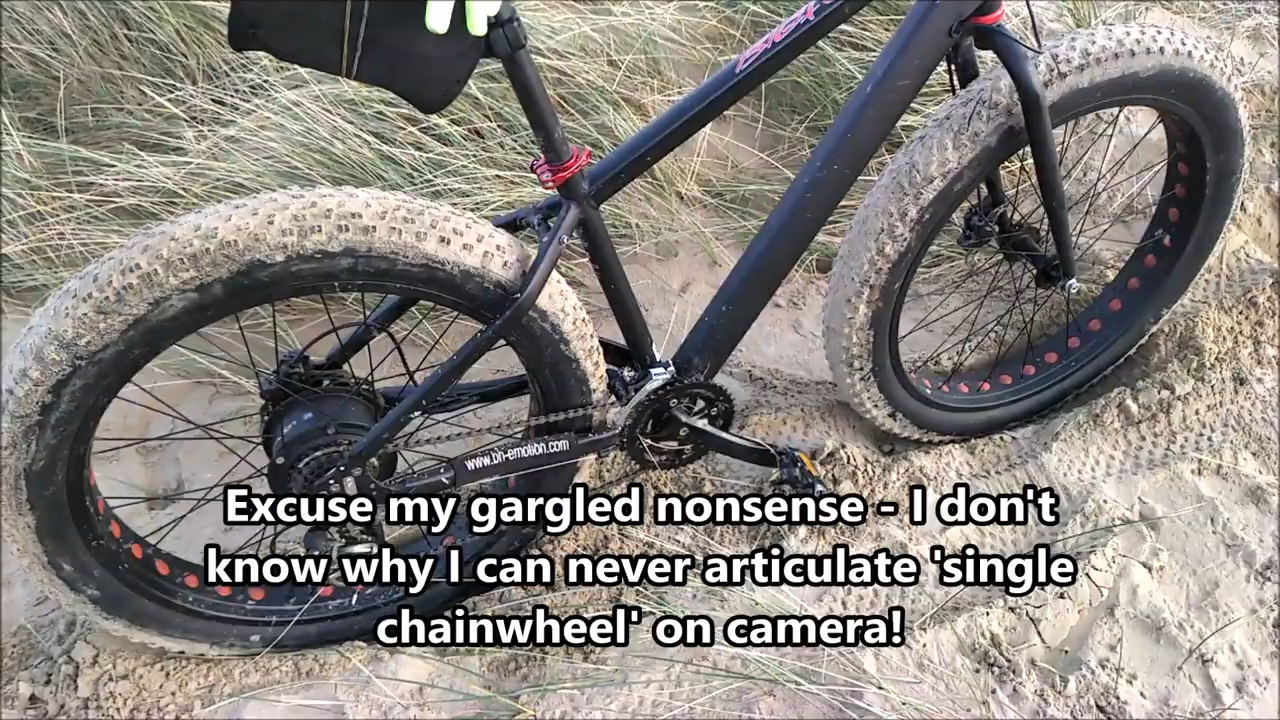 www.bh-emotion.com
Excuse my gargled nonsense - I don't
know why I can never articulate 'single
chainwheel' on camera!